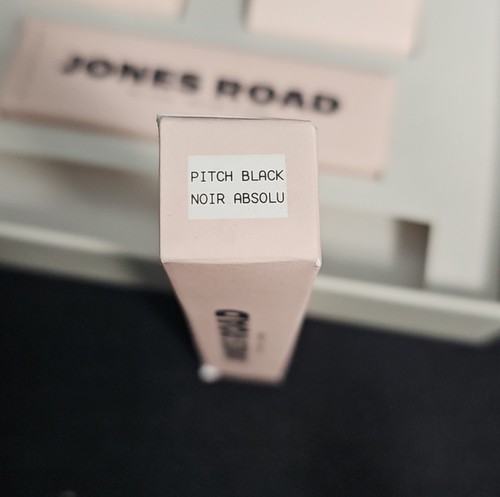 JONES ROAD
PITCH BLACK
NOIR ABSOLU